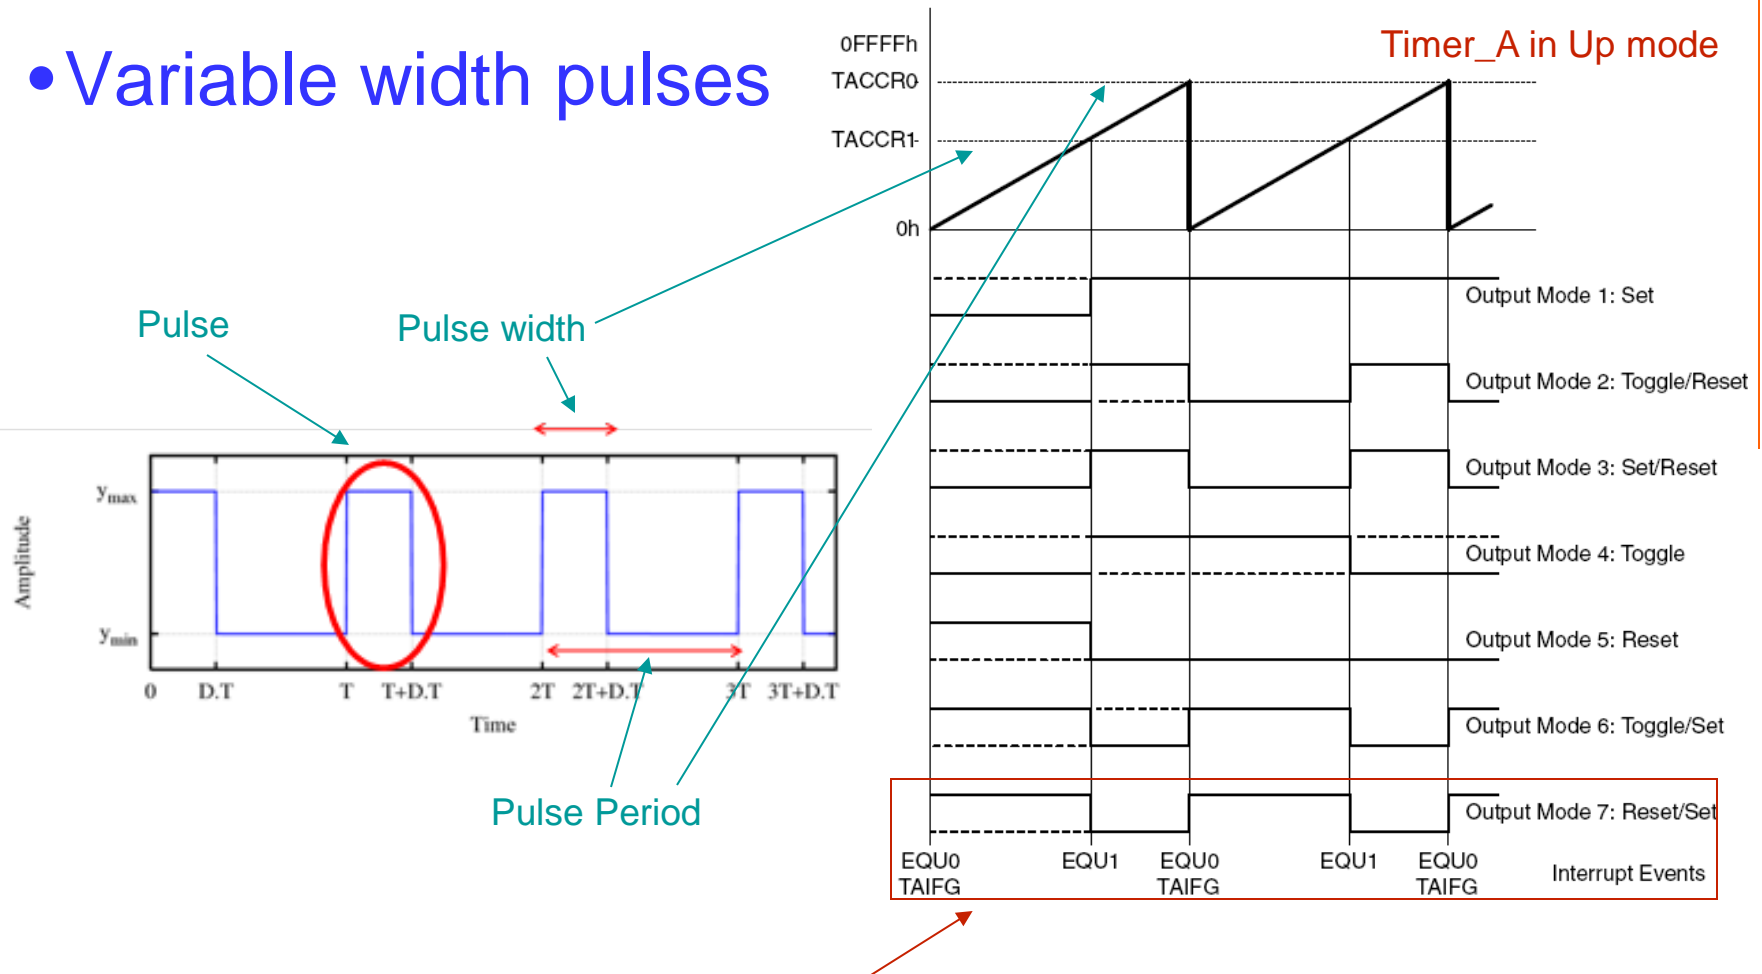 • Variable width pulses
Timer_A in Up mode
0FFFFh
TACCR0
TACCR1
0h
Pulse
Pulse width
Output Mode 1: Set
Output Mode 2: Toggle/Reset
Output Mode 3: Set/Reset
Output Mode 4: Toggle
Output Mode 5: Reset
Output Mode 6: Toggle/Set
Output Mode 7: Reset/Set
ymax
Amplitude
ymin
0 D.T T T+D.T 2T 2T+D.T 3T 3T+D.T
Time
Pulse Period
EQU0 EQU1 EQU0 EQU1 EQU0
TAIFG TAIFG TAIFG
Interrupt Events